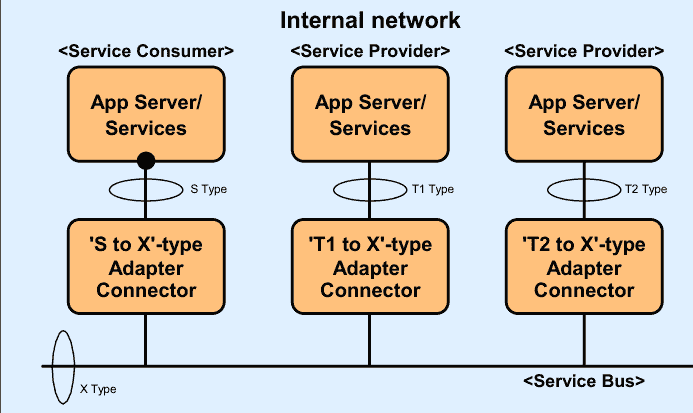 Internal network
<Service Consumer>
<Service Provider>
<Service Provider>
App Server/
Services
App Server/
Services
App Server/
Services
S Type
T1 Type
T2 Type
'S to X'-type
Adapter
Connector
'T1 to X'-type
Adapter
Connector
'T2 to X'-type
Adapter
Connector
X Type
<Service Bus>